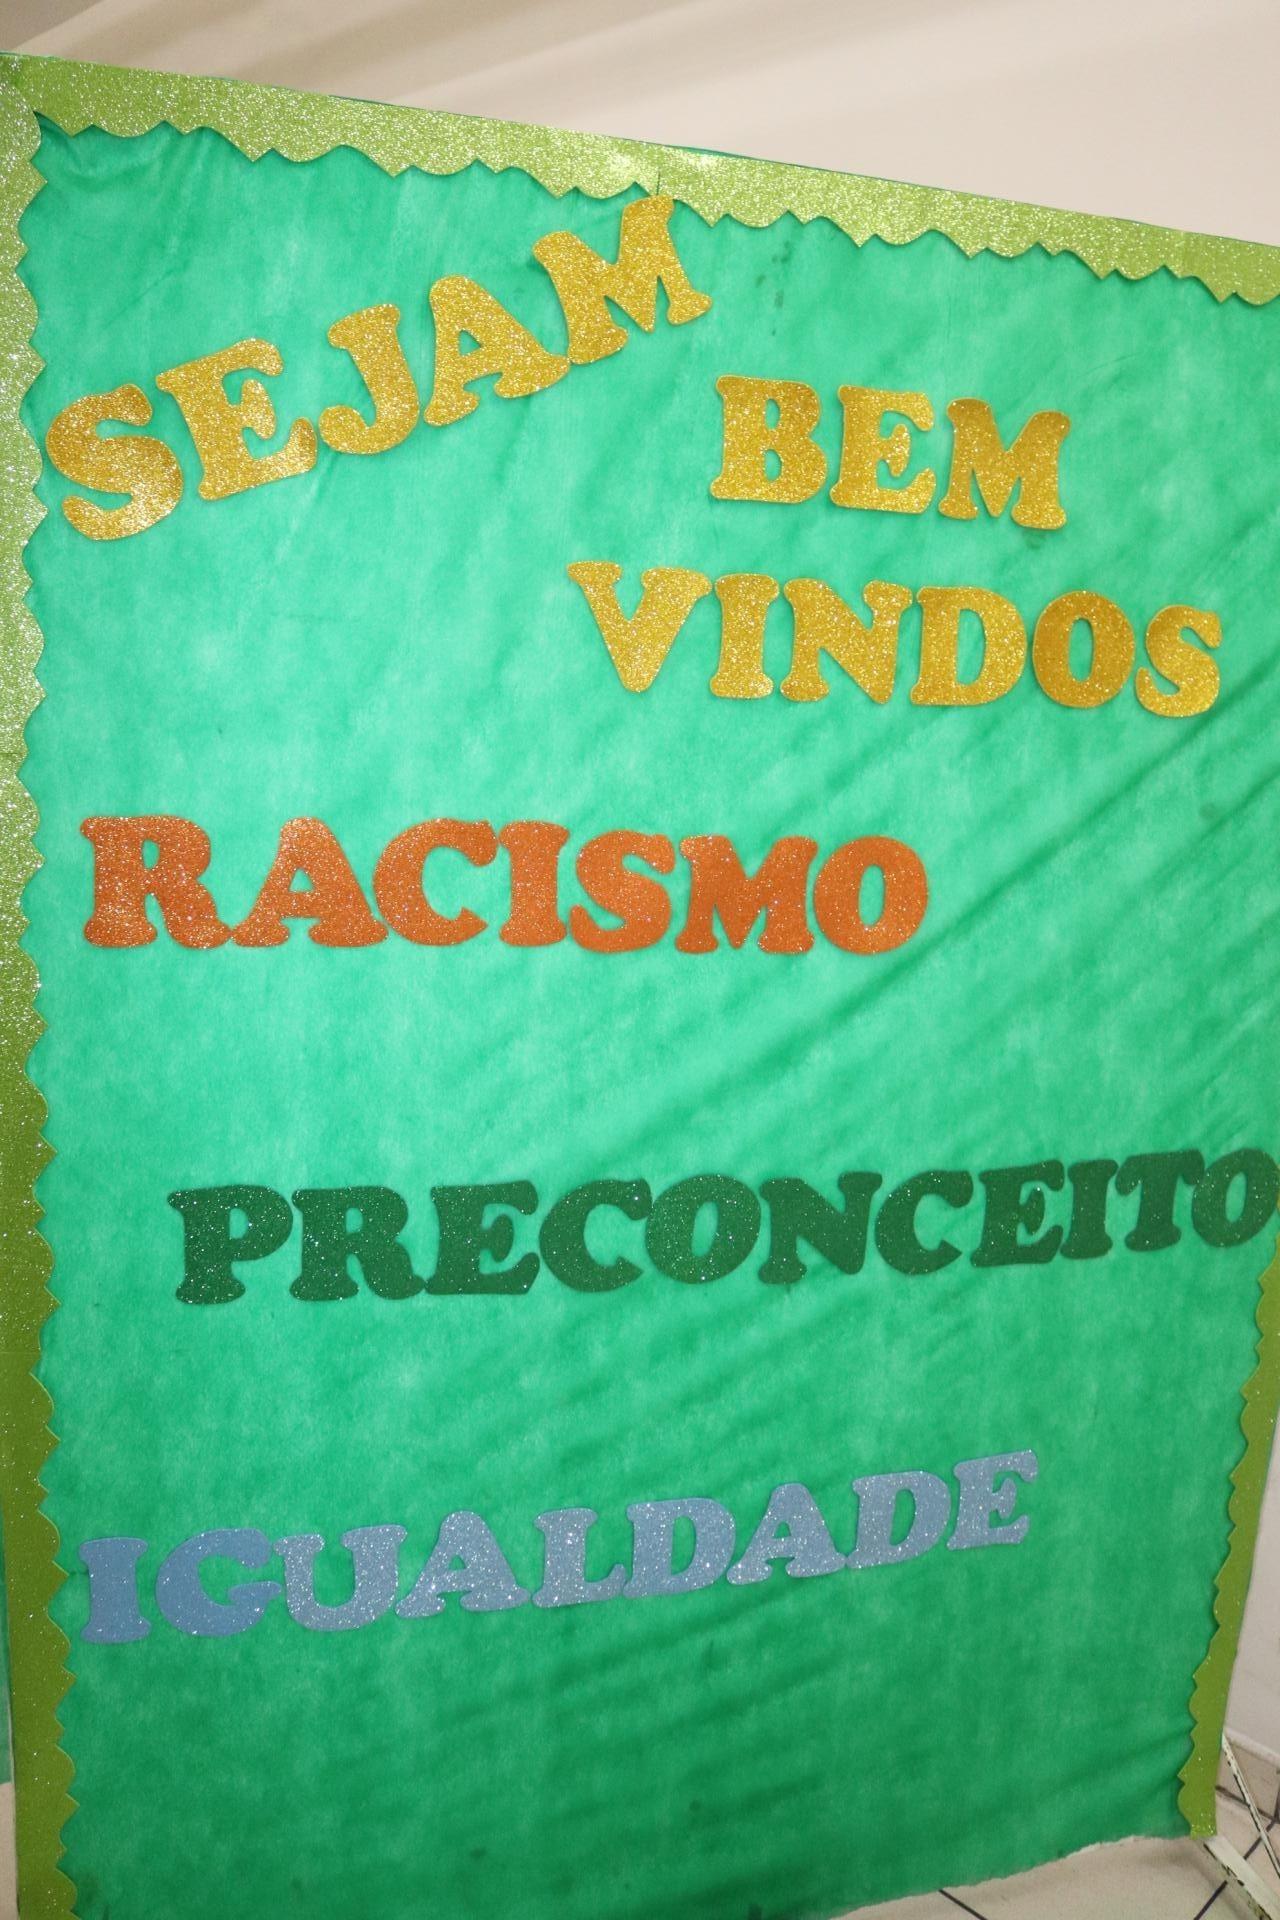 SEJAM
BEM
VINDOS
RACISMO
PRECONCEITO
IGUALDADE